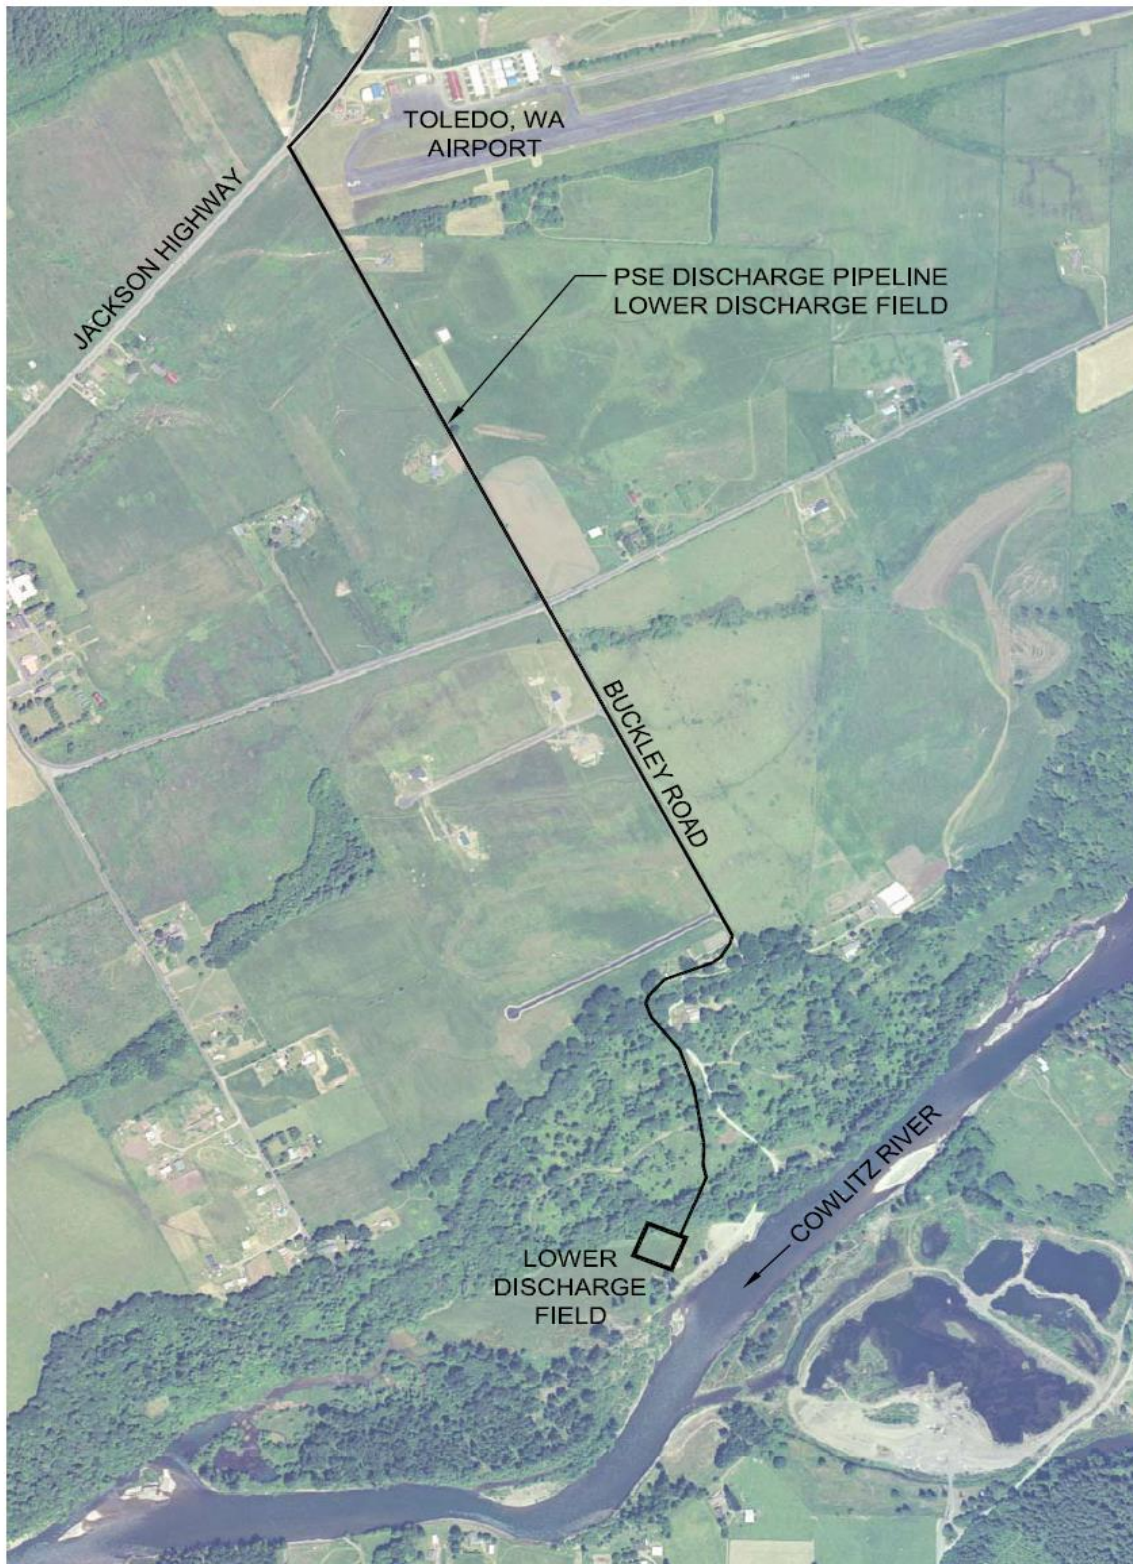 TOLEDO, WA
AIRPORT
JACKSON HIGHWAY
PSE DISCHARGE PIPELINE
LOWER DISCHARGE FIELD
BUCKLEY ROAD
COWLITZ RIVER
LOWER
DISCHARGE
FIELD